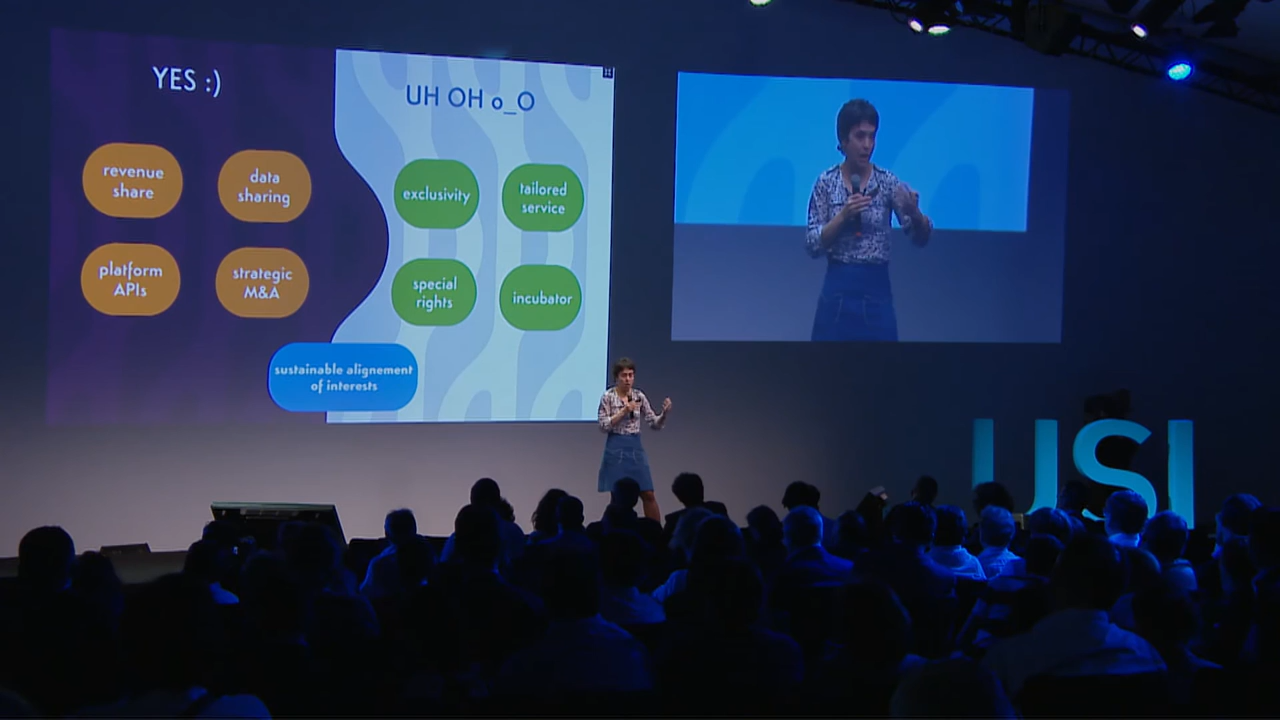 YES :)
UH OH o_O
revenue
share
data
sharing
exclusivity
tailored
service
platform
APIs
strategic
M&A
special
rights
incubator
sustainable alignement
of interests
USI